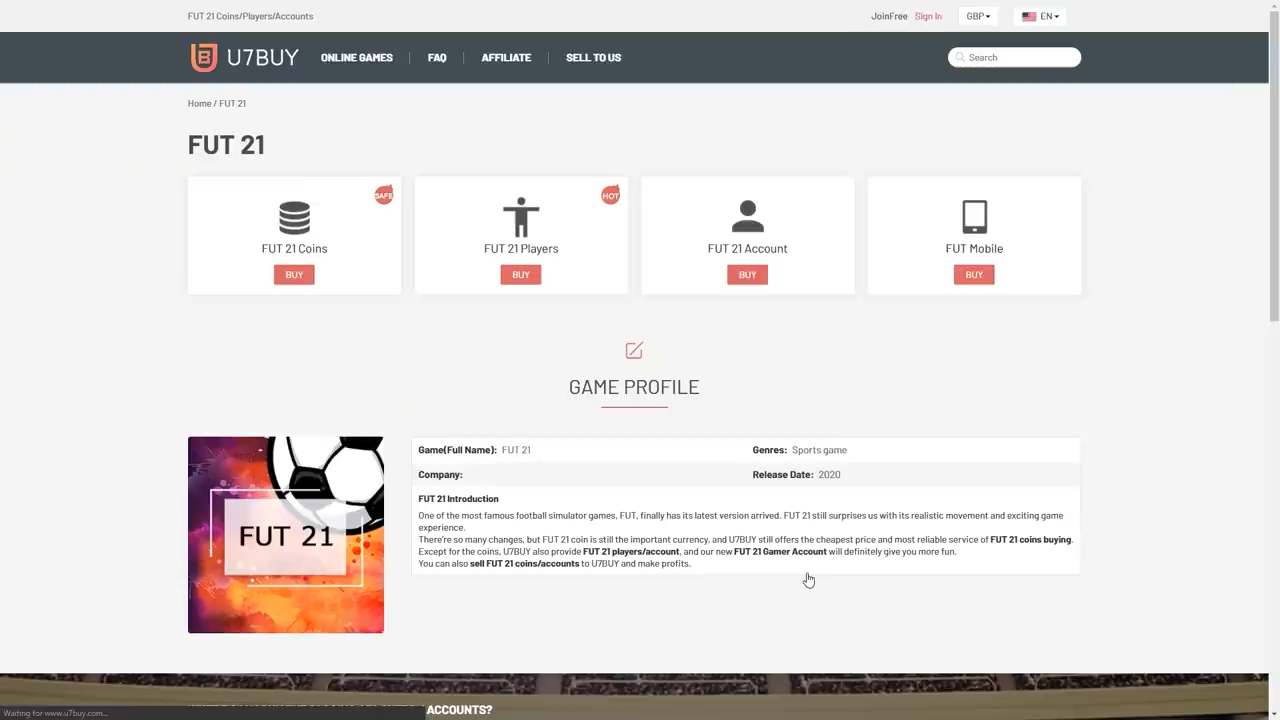 FUT 21 Coins/Players/Accounts
JoinFree Sign In GBP EN
U7BUY ONLINE GAMES FAQ AFFILIATE SELL TO US Search
Home / FUT 21
FUT 21
SAFE HOT
FUT 21 Coins FUT 21 Players FUT 21 Account FUT Mobile
BUY BUY BUY BUY
GAME PROFILE
Game(Full Name): FUT 21 Genres: Sports game
Company: Release Date: 2020
FUT 21 Introduction
One of the most famous football simulator games, FUT, finally has its latest version arrived. FUT 21 still surprises us with its realistic movement and exciting game
experience.
There're so many changes, but FUT 21 coin is still the important currency, and U7BUY still offers the cheapest price and most reliable service of FUT 21 coins buying.
Except for the coins, U7BUY also provide FUT 21 players/account, and our new FUT 21 Gamer Account will definitely give you more fun.
You can also sell FUT 21 coins/accounts to U7BUY and make profits.
FUT 21
ACCOUNTS?
Waiting for www.u7buy.com...